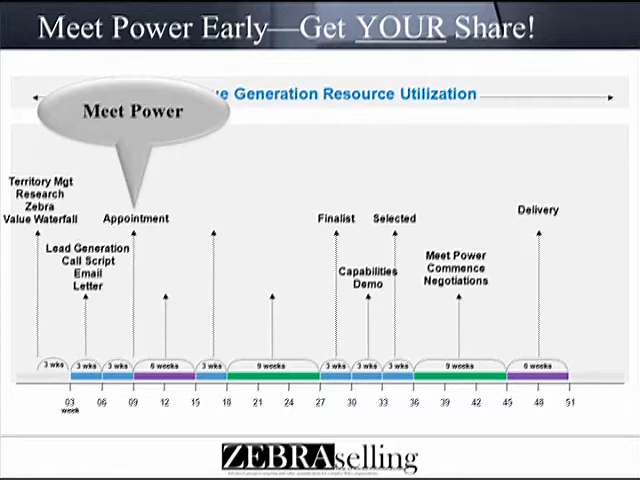 Meet Power Early—Get YOUR Share!
ve Generation Resource Utilization
Meet Power
Territory Mgt
Research
Zebra
Value Waterfall
Appointment
Finalist
Selected
Delivery
Lead Generation
Call Script
Email
Letter
Capabilities
Demo
Meet Power
Commence
Negotiations
3 wks 3 wks 3 wks 6 weeks 3 wks 9 weeks 3 wks 3 wks 3 wks 9 weeks 6 weeks
03 06 09 12 15 18 21 24 27 30 33 36 39 42 45 48 51
week
ZEBRAselling